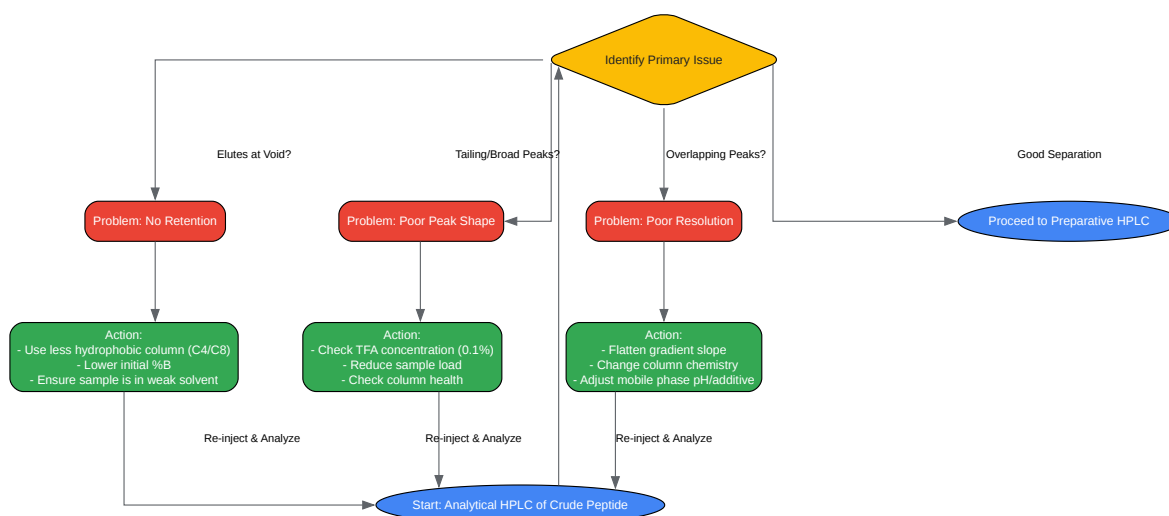 Identify Primary Issue
Elutes at Void?
Tailing/Broad Peaks?
Overlapping Peaks?
Good Separation
Problem: No Retention
Problem: Poor Peak Shape
Problem: Poor Resolution
Proceed to Preparative HPLC
Action:
- Use less hydrophobic column (C4/C8)
- Lower initial %B
- Ensure sample is in weak solvent
Action:
- Check TFA concentration (0.1%)
- Reduce sample load
- Check column health
Action:
- Flatten gradient slope
- Change column chemistry
- Adjust mobile phase pH/additive
Re-inject & Analyze
Re-inject & Analyze
Re-inject & Analyze
Start: Analytical HPLC of Crude Peptide